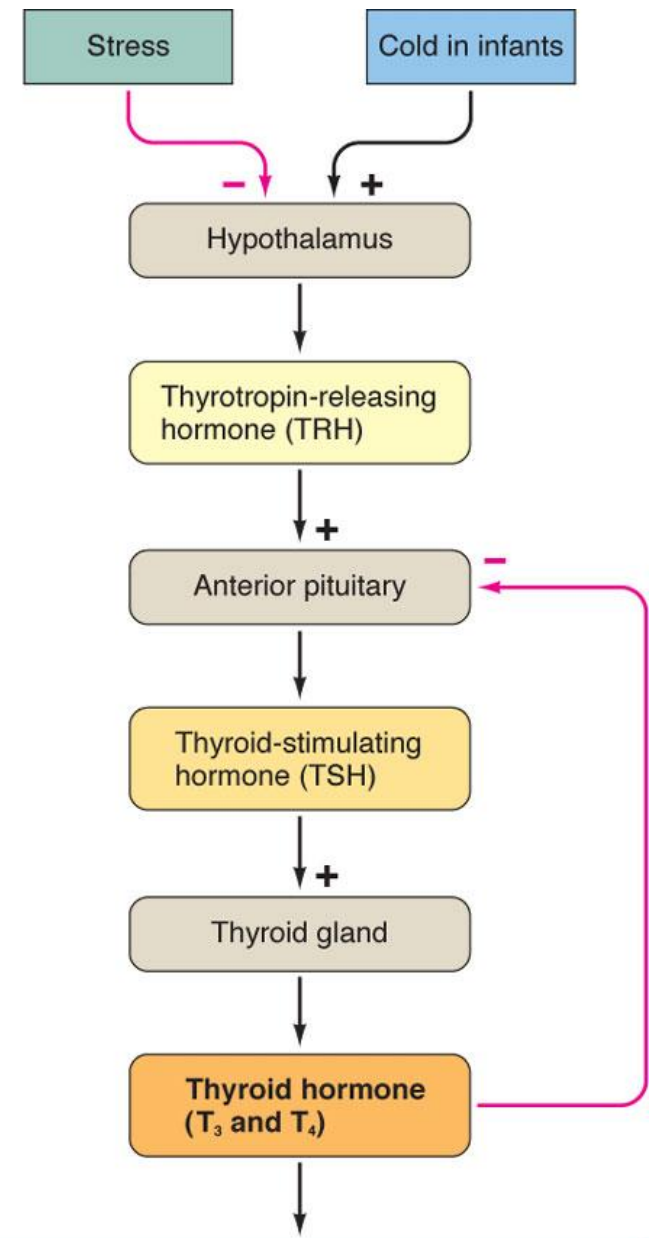 Stress
Cold in infants
−
+
Hypothalamus
Thyrotropin-releasing
hormone (TRH)
+
−
Anterior pituitary
Thyroid-stimulating
hormone (TSH)
+
Thyroid gland
Thyroid hormone
(T₃ and T₄)